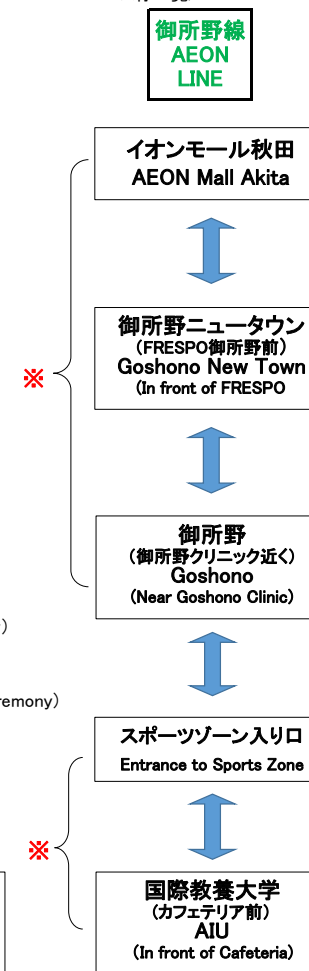 御所野線
AEON
LINE
イオンモール秋田
AEON Mall Akita
御所野ニュータウン
(FRESPO御所野前)
Goshono New Town
(In front of FRESPO
※
御所野
(御所野クリニック近く)
Goshono
(Near Goshono Clinic)
)
remony)
スポーツゾーン入り口
Entrance to Sports Zone
※
国際教養大学
(カフェテリア前)
AIU
(In front of Cafeteria)